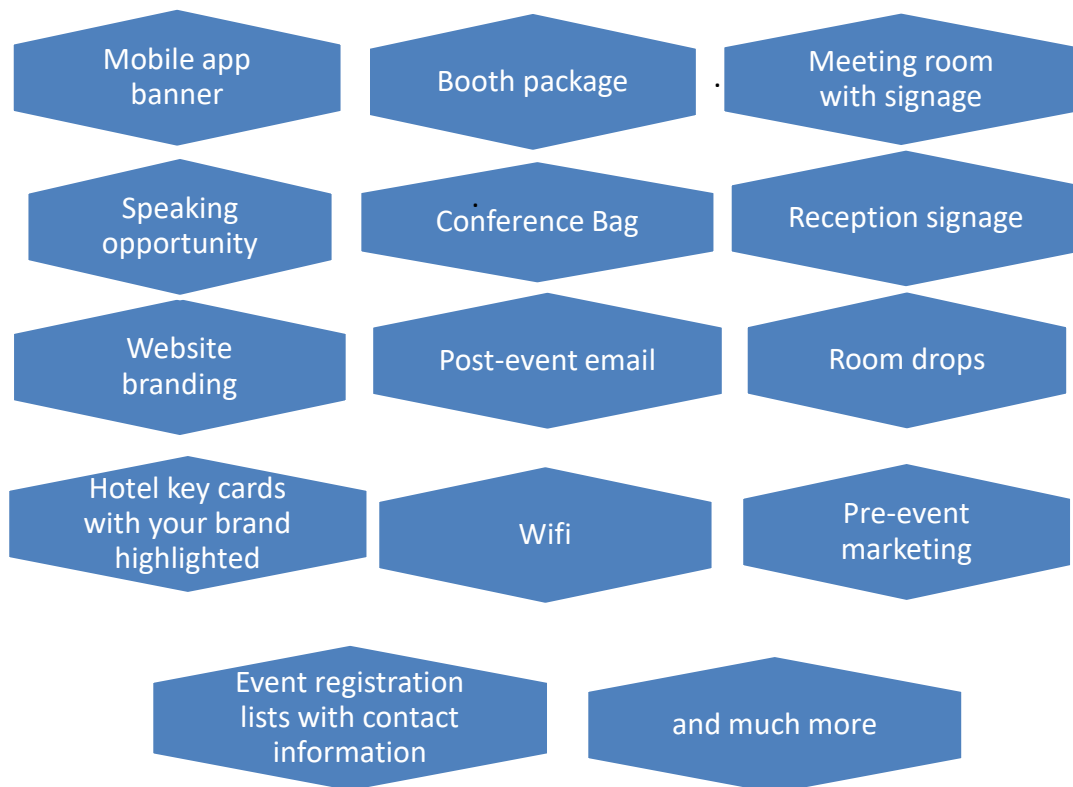 Mobile app
banner
Booth package
Meeting room
with signage
Speaking
opportunity
Conference Bag
Reception signage
Website
branding
Post-event email
Room drops
Hotel key cards
with your brand
highlighted
Wifi
Pre-event
marketing
Event registration
lists with contact
information
and much more